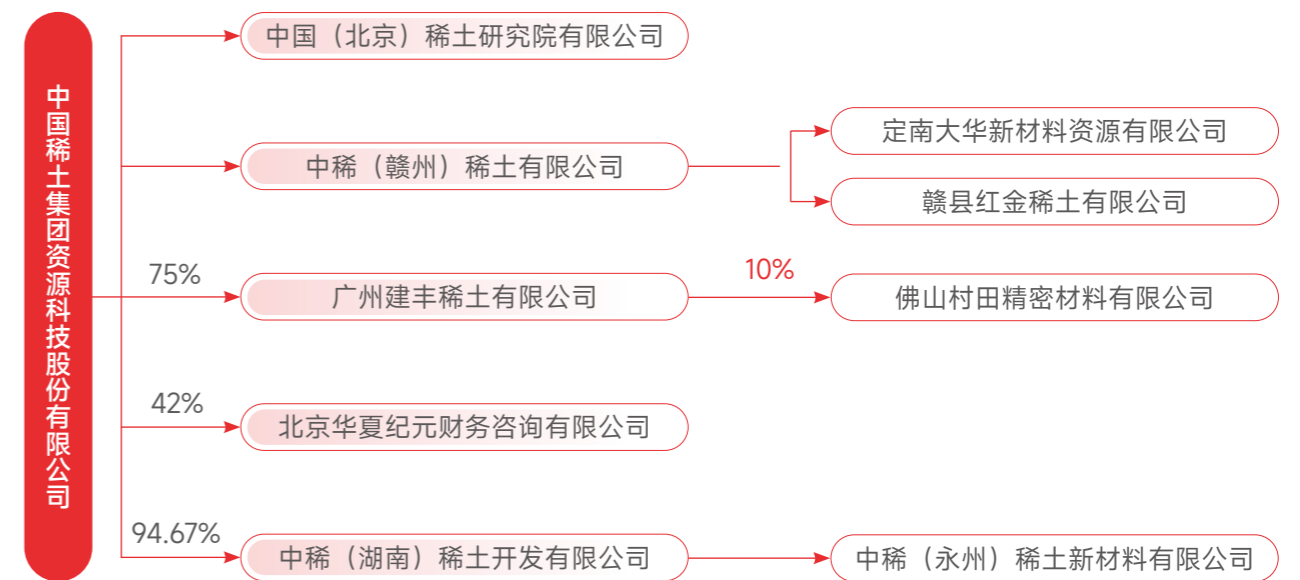 中国稀土集团资源科技股份有限公司
中国（北京）稀土研究院有限公司
中稀（赣州）稀土有限公司
定南大华新材料资源有限公司
赣县红金稀土有限公司
75%
广州建丰稀土有限公司
10%
佛山村田精密材料有限公司
42%
北京华夏纪元财务咨询有限公司
94.67%
中稀（湖南）稀土开发有限公司
中稀（永州）稀土新材料有限公司